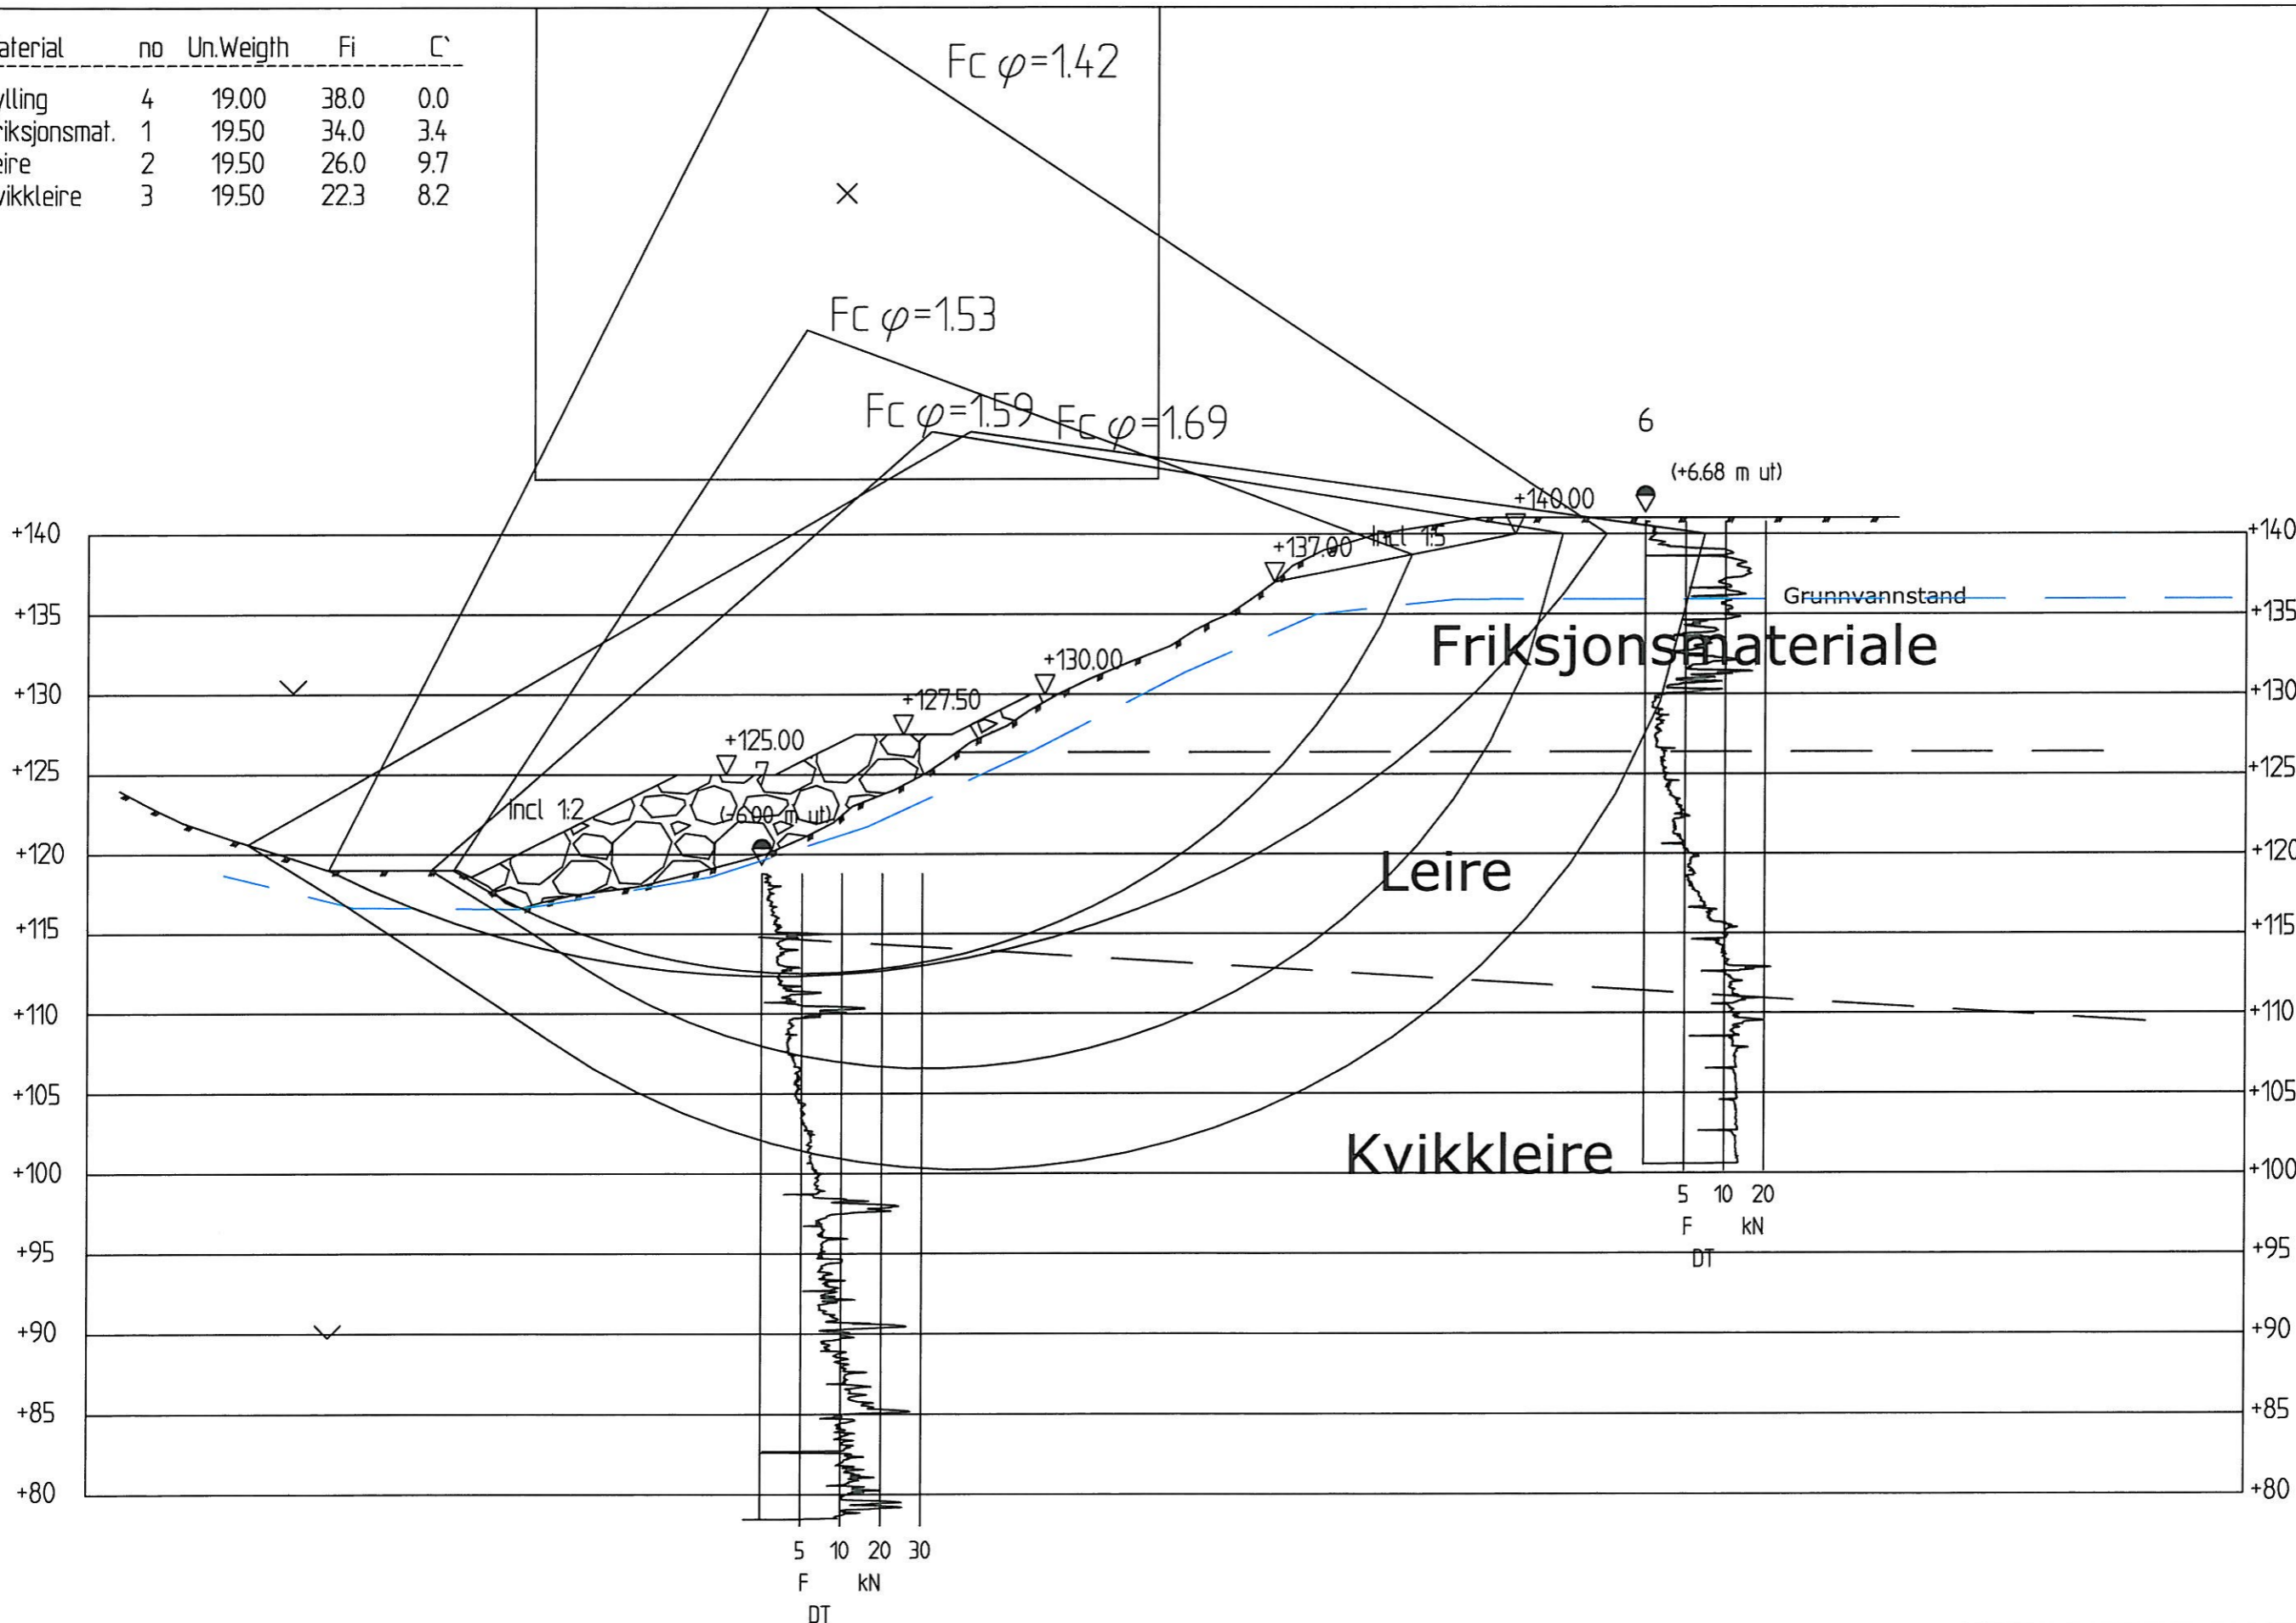 aterial no Un.Weigth Fi C`
ylling 4 19.00 38.0 0.0
riksjonsmat. 1 19.50 34.0 3.4
eire 2 19.50 26.0 9.7
vikkleire 3 19.50 22.3 8.2
Fc φ=1.42
Fc φ=1.53
Fc φ=1.59
Fc φ=1.69
6
(+6.68 m ut)
+140.00
Incl 1:5
+137.00
+140 +140
Grunnvannstand
+135 +135
Friksjonsmateriale
+130.00
+130 +130
+127.50
+125.00
+125 7 +125
Incl 1:2
(-6.00 m ut)
+120 +120
Leire
+115 +115
+110 +110
+105 +105
Kvikkleire
+100 +100
5 10 20
F kN
DT
+95 +95
+90 +90
+85 +85
+80 +80
5 10 20 30
F kN
DT